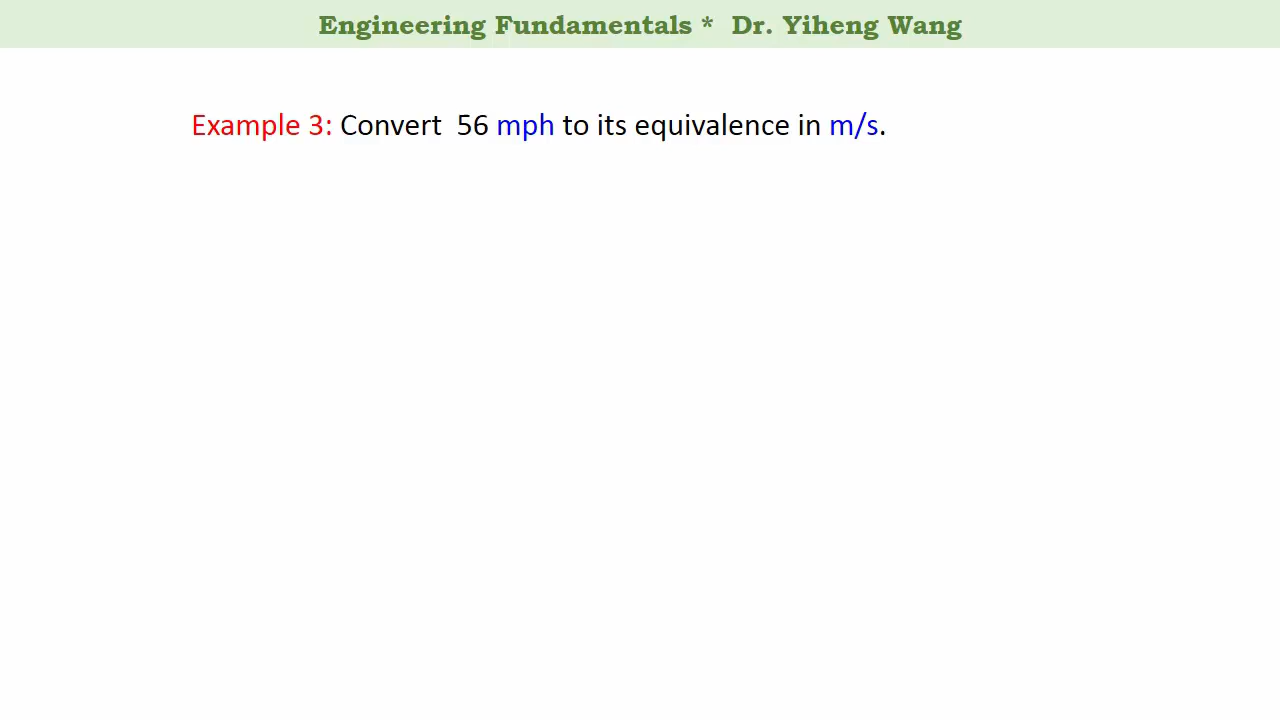 Engineering Fundamentals * Dr. Yiheng Wang
Example 3: Convert 56 mph to its equivalence in m/s.